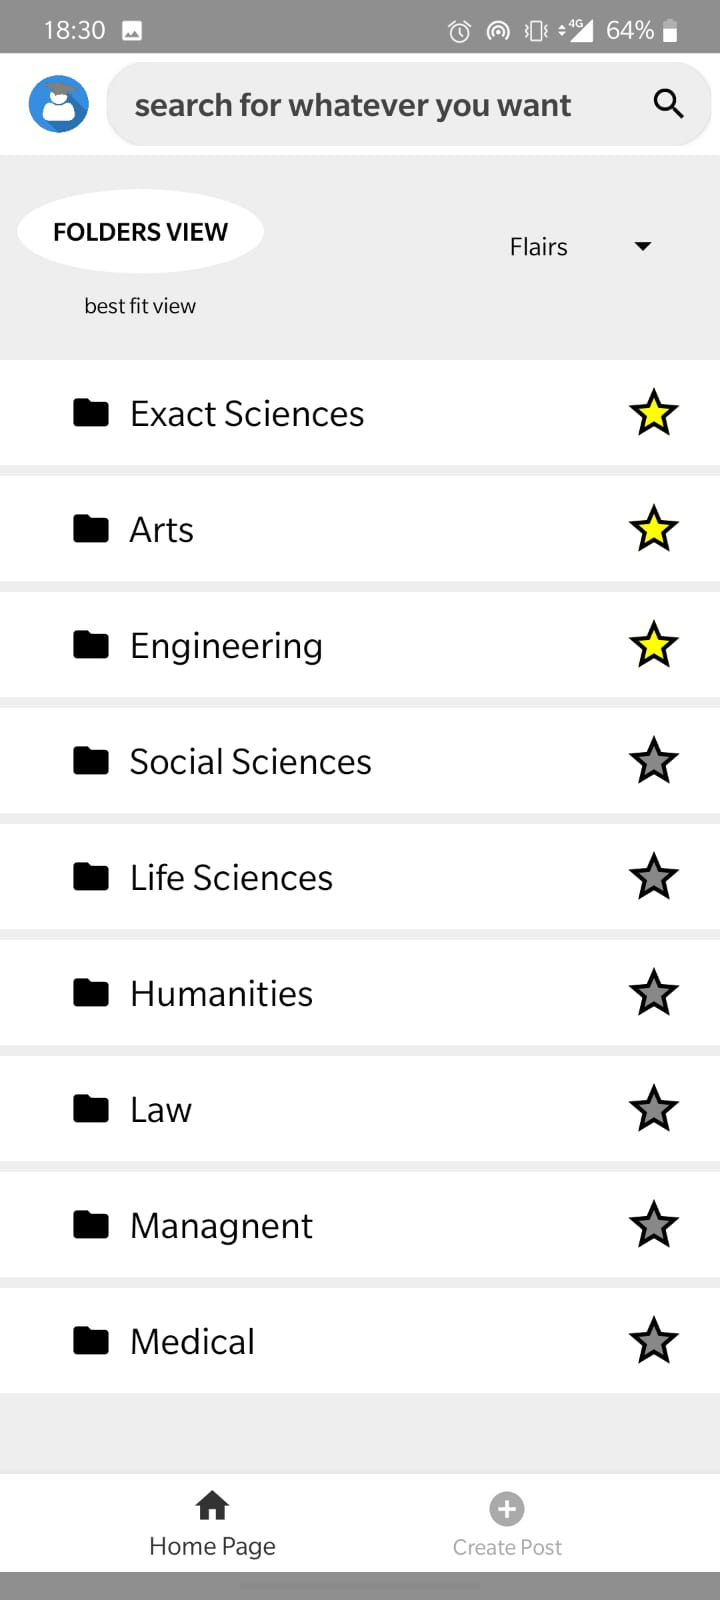 18:30
4G 64%
search for whatever you want
FOLDERS VIEW
Flairs
best fit view
Exact Sciences
Arts
Engineering
Social Sciences
Life Sciences
Humanities
Law
Managnent
Medical
Home Page
Create Post